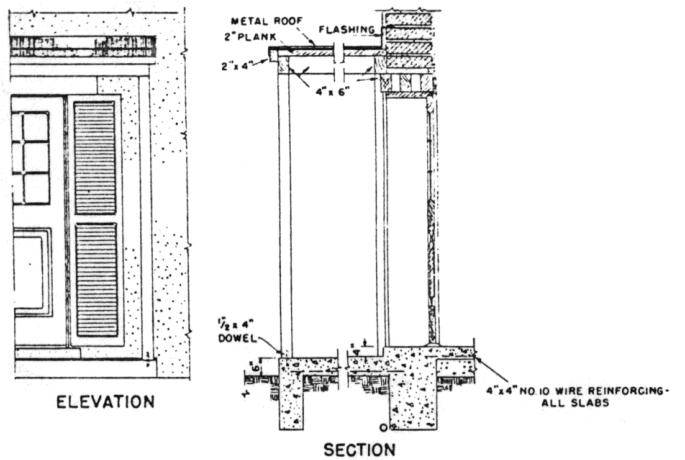 METAL ROOF
2" PLANK
FLASHING
2"x 4"
4" x 6"
1/2" x 4"
DOWEL
4"
6"
4"x4" NO. 10 WIRE REINFORCING-
ALL SLABS
ELEVATION
SECTION